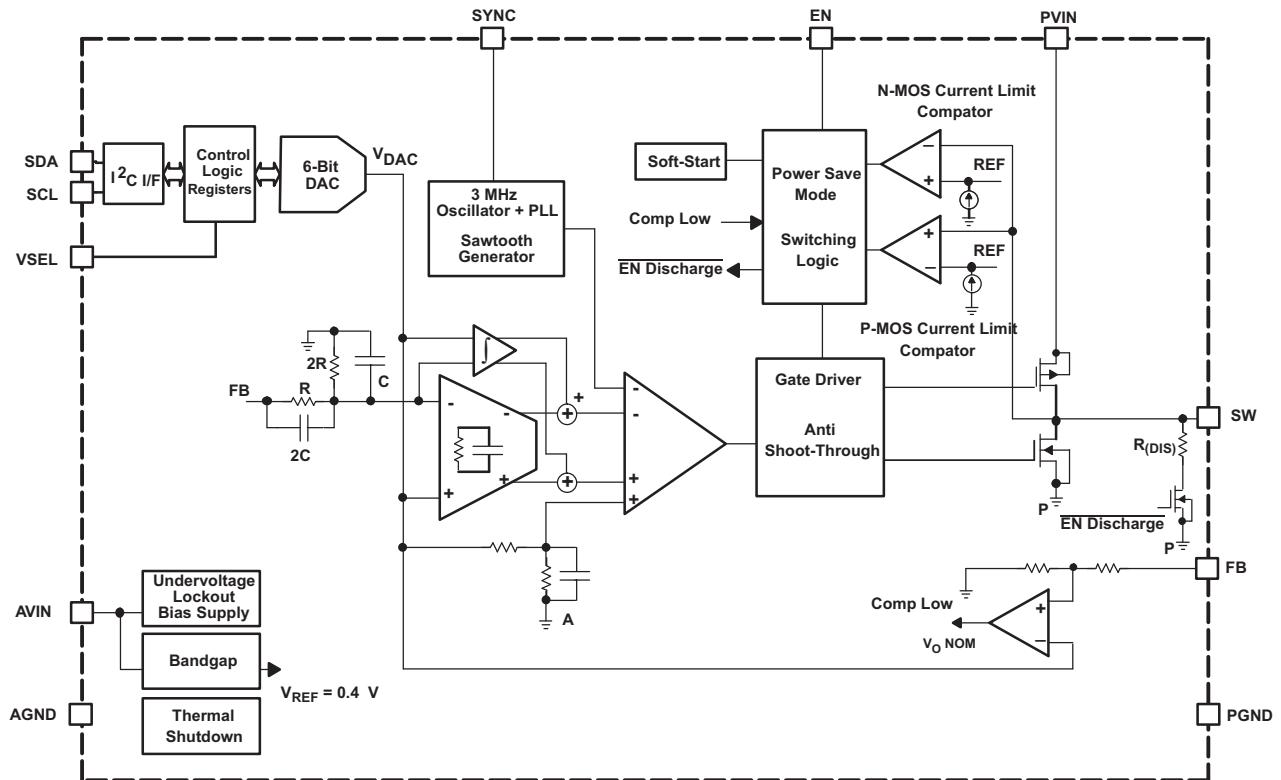 SYNC
EN
PVIN
SDA
SCL
VSEL
I²C I/F
Control
Logic
Registers
6-Bit
DAC
V_DAC
3 MHz
Oscillator + PLL
Sawtooth
Generator
Soft-Start
Comp Low
EN Discharge
Power Save
Mode
Switching
Logic
N-MOS Current Limit
Compator
−
+
REF
+
−
REF
P-MOS Current Limit
Compator
2R
C
FB
R
2C
∫
-
-
+
+
+
+
+
-
-
+
+
A
Gate Driver
Anti
Shoot-Through
SW
R(DIS)
P
EN Discharge
P
FB
Comp Low
V_O NOM
+
−
AVIN
Undervoltage
Lockout
Bias Supply
Bandgap
V_REF = 0.4 V
AGND
Thermal
Shutdown
PGND